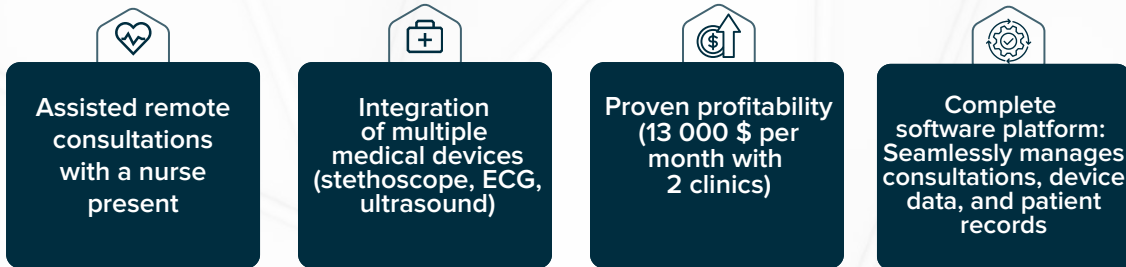 Assisted remote
consultations
with a nurse
present
Integration
of multiple
medical devices
(stethoscope, ECG,
ultrasound)
Proven profitability
(13 000 $ per
month with
2 clinics)
Complete
software platform:
Seamlessly manages
consultations, device
data, and patient
records